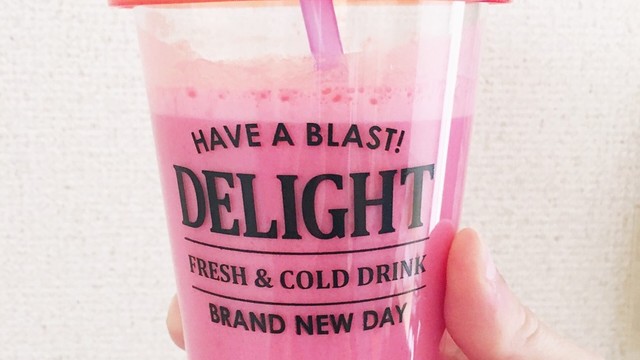 HAVE A BLAST!
DELIGHT
FRESH & COLD DRINK
BRAND NEW DAY